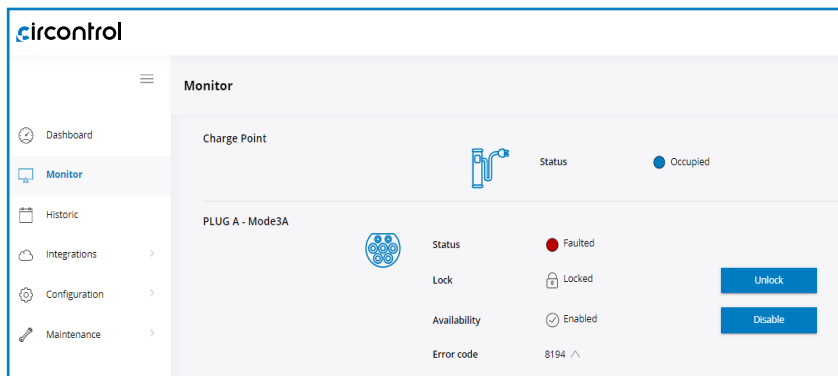 circontrol
Monitor
Dashboard
Monitor
Historic
Integrations
Configuration
Maintenance
Charge Point
Status Occupied
PLUG A - Mode3A
Status Faulted
Lock Locked Unlock
Availability Enabled Disable
Error code 8194